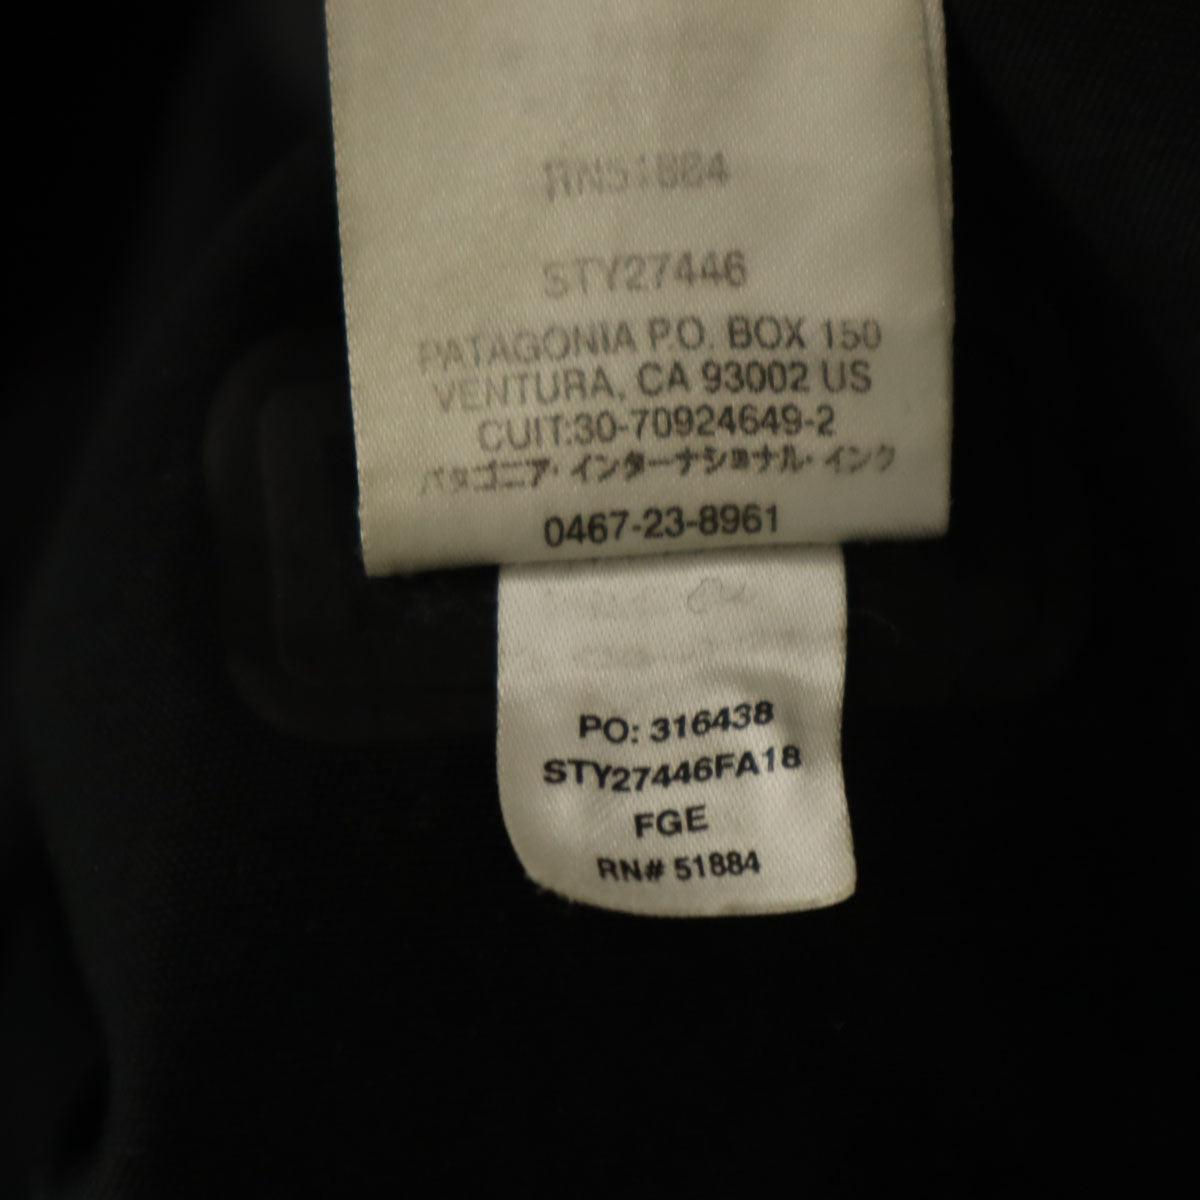 RN51884
STY27446
PATAGONIA P.O. BOX 150
VENTURA, CA 93002 US
CUIT:30-70924649-2
パタゴニア・インターナショナル・インク
0467-23-8961
PO: 316438
STY27446FA18
FGE
RN# 51884